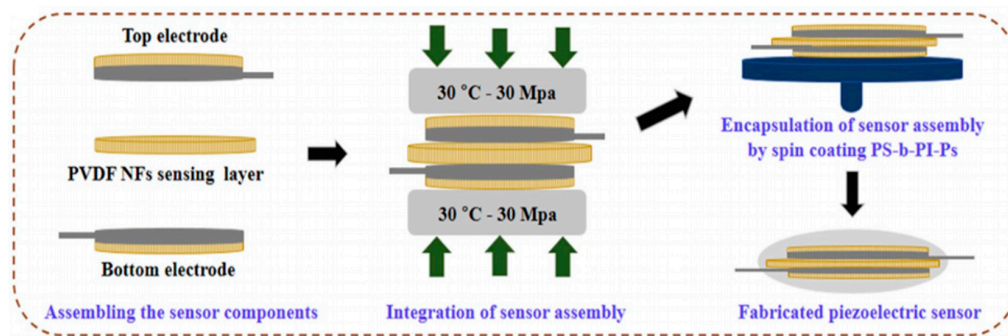 Top electrode
PVDF NFs sensing layer
Bottom electrode
Assembling the sensor components
30 °C - 30 Mpa
30 °C - 30 Mpa
Integration of sensor assembly
Encapsulation of sensor assembly
by spin coating PS-b-PI-Ps
Fabricated piezoelectric sensor